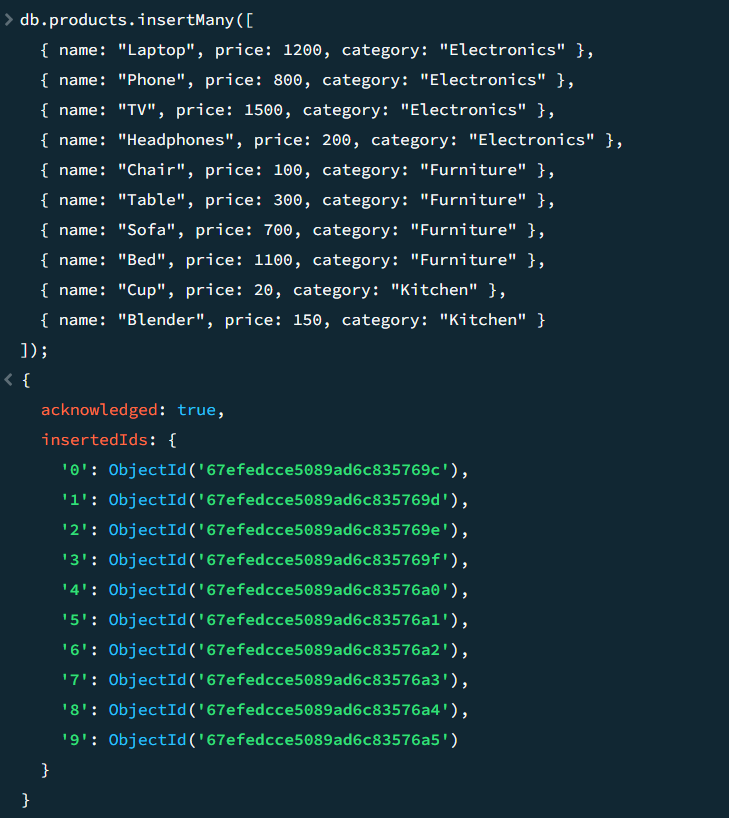 db.products.insertMany([
{ name: "Laptop", price: 1200, category: "Electronics" },
{ name: "Phone", price: 800, category: "Electronics" },
{ name: "TV", price: 1500, category: "Electronics" },
{ name: "Headphones", price: 200, category: "Electronics" },
{ name: "Chair", price: 100, category: "Furniture" },
{ name: "Table", price: 300, category: "Furniture" },
{ name: "Sofa", price: 700, category: "Furniture" },
{ name: "Bed", price: 1100, category: "Furniture" },
{ name: "Cup", price: 20, category: "Kitchen" },
{ name: "Blender", price: 150, category: "Kitchen" }
]);
{
acknowledged: true,
insertedIds: {
'0': ObjectId('67efedcce5089ad6c835769c'),
'1': ObjectId('67efedcce5089ad6c835769d'),
'2': ObjectId('67efedcce5089ad6c835769e'),
'3': ObjectId('67efedcce5089ad6c835769f'),
'4': ObjectId('67efedcce5089ad6c83576a0'),
'5': ObjectId('67efedcce5089ad6c83576a1'),
'6': ObjectId('67efedcce5089ad6c83576a2'),
'7': ObjectId('67efedcce5089ad6c83576a3'),
'8': ObjectId('67efedcce5089ad6c83576a4'),
'9': ObjectId('67efedcce5089ad6c83576a5')
}
}